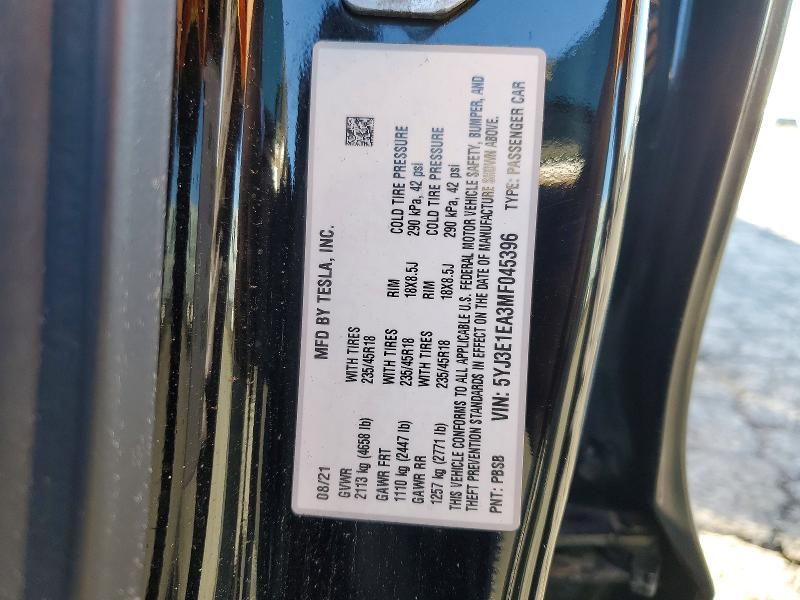 MFD BY TESLA, INC.
08/21
GVWR WITH TIRES RIM COLD TIRE PRESSURE
2113 kg (4658 lb) 235/45R18 18X8.5J 290 kPa, 42 psi
GAWR FRT WITH TIRES RIM COLD TIRE PRESSURE
1110 kg (2447 lb) 235/45R18 18X8.5J 290 kPa, 42 psi
GAWR RR
1257 kg (2771 lb) 235/45R18
THIS VEHICLE CONFORMS TO ALL APPLICABLE U.S. FEDERAL MOTOR VEHICLE SAFETY, BUMPER, AND
THEFT PREVENTION STANDARDS IN EFFECT ON THE DATE OF MANUFACTURE SHOWN ABOVE.
PNT: PBSB VIN: 5YJ3E1EA3MF045396 TYPE: PASSENGER CAR